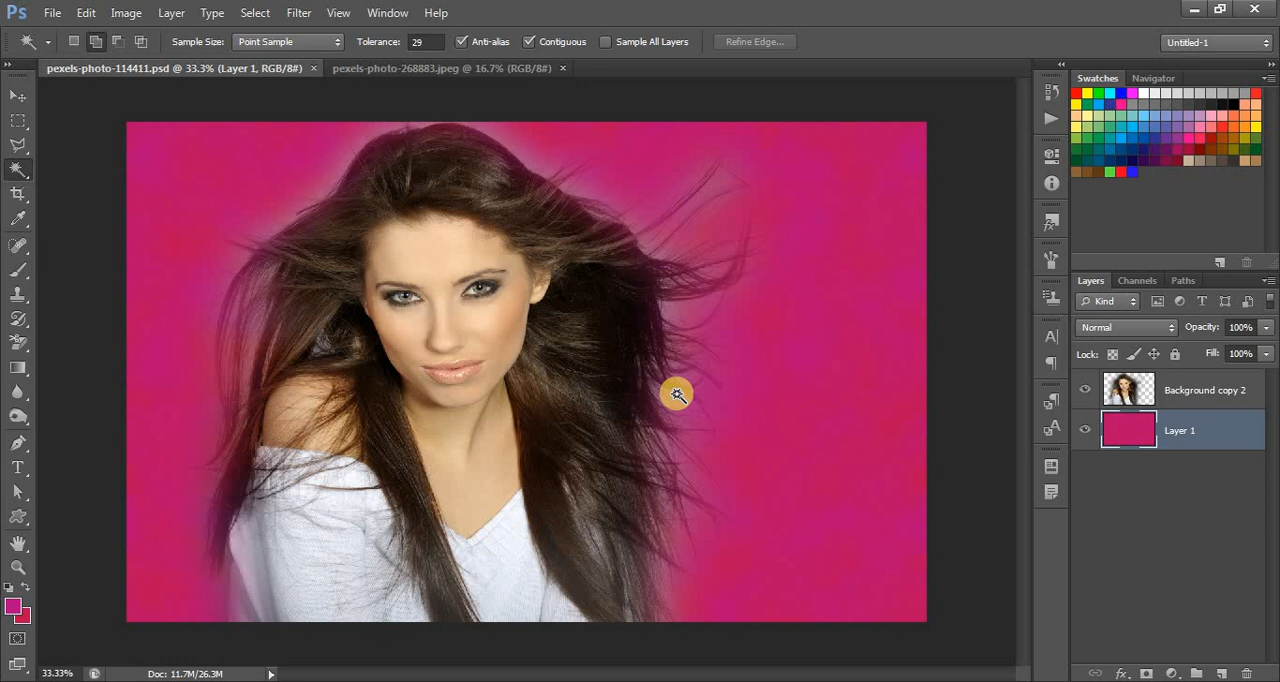 Ps File Edit Image Layer Type Select Filter View Window Help
Sample Size: Point Sample Tolerance: 29 Anti-alias Contiguous Sample All Layers Refine Edge... Untitled-1
pexels-photo-114411.psd @ 33.3% (Layer 1, RGB/8#) × pexels-photo-268883.jpeg @ 16.7% (RGB/8#) ×
Swatches Navigator
Layers Channels Paths
Kind
Normal Opacity: 100%
Lock: Fill: 100%
Background copy 2
Layer 1
33.33% Doc: 11.7M/26.3M